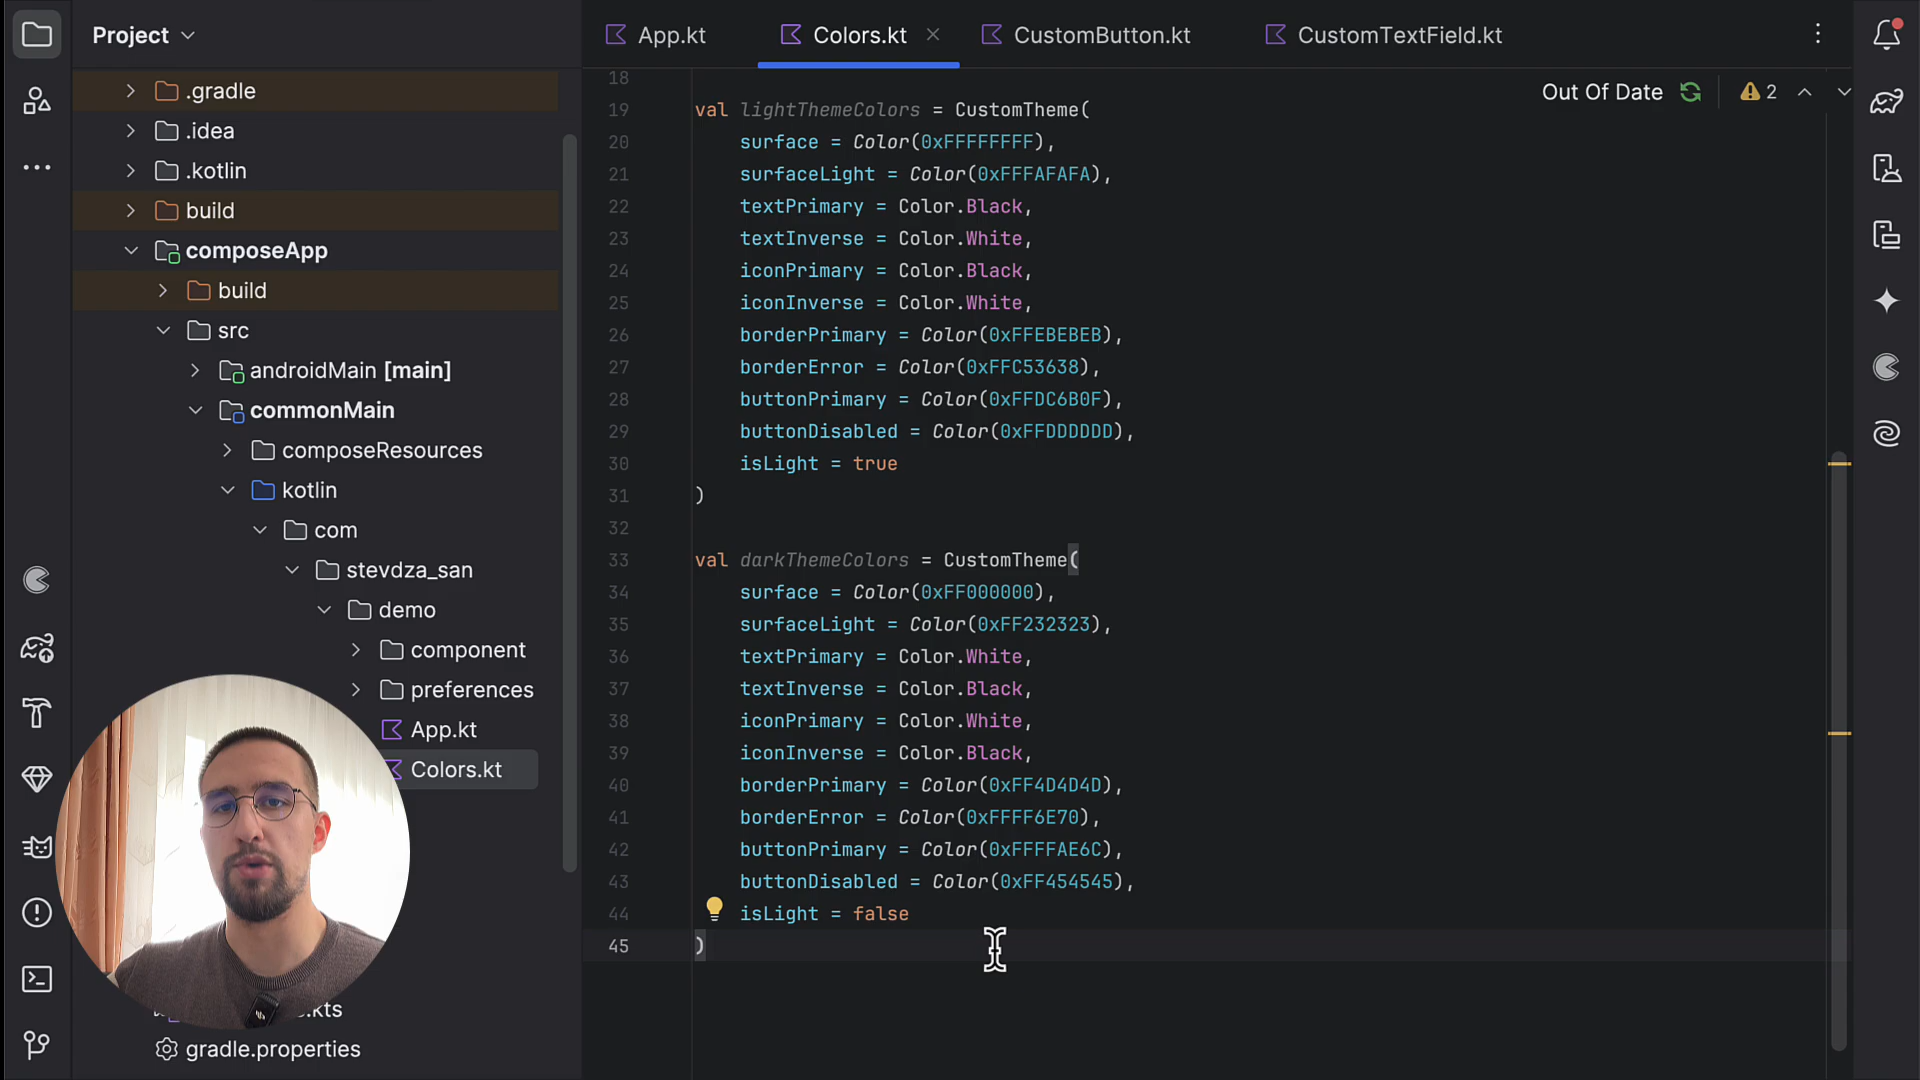 Project
App.kt
Colors.kt
CustomButton.kt
CustomTextField.kt
Out Of Date
2
.gradle
.idea
.kotlin
build
composeApp
build
src
androidMain [main]
commonMain
composeResources
kotlin
com
stevdza_san
demo
component
preferences
App.kt
Colors.kt
.kts
gradle.properties
18
19 val lightThemeColors = CustomTheme(
20 surface = Color(0xFFFFFFFF),
21 surfaceLight = Color(0xFFFAFAFA),
22 textPrimary = Color.Black,
23 textInverse = Color.White,
24 iconPrimary = Color.Black,
25 iconInverse = Color.White,
26 borderPrimary = Color(0xFFEBEBEB),
27 borderError = Color(0xFFC53638),
28 buttonPrimary = Color(0xFFDC6B0F),
29 buttonDisabled = Color(0xFFDDDDDD),
30 isLight = true
31 )
32
33 val darkThemeColors = CustomTheme(
34 surface = Color(0xFF000000),
35 surfaceLight = Color(0xFF232323),
36 textPrimary = Color.White,
37 textInverse = Color.Black,
38 iconPrimary = Color.White,
39 iconInverse = Color.Black,
40 borderPrimary = Color(0xFF4D4D4D),
41 borderError = Color(0xFFFF6E70),
42 buttonPrimary = Color(0xFFFFAE6C),
43 buttonDisabled = Color(0xFF454545),
44 isLight = false
45 )